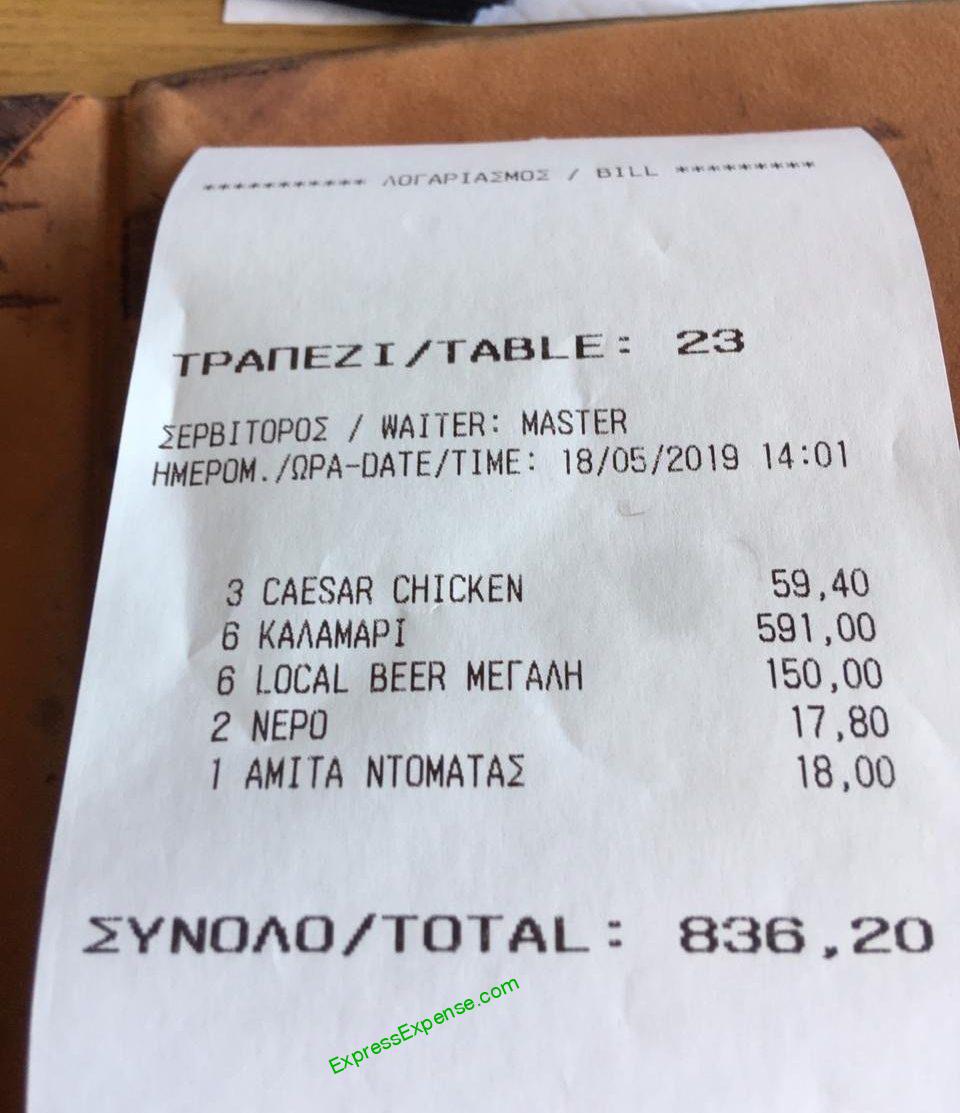 *********** ΛΟΓΑΡΙΑΣΜΟΣ / BILL *********
ΤΡΑΠΕΖΙ/TABLE: 23
ΣΕΡΒΙΤΟΡΟΣ / WAITER: MASTER
ΗΜΕΡΟΜ./ΩΡΑ-DATE/TIME: 18/05/2019 14:01
3 CAESAR CHICKEN 59,40
6 ΚΑΛΑΜΑΡΙ 591,00
6 LOCAL BEER ΜΕΓΑΛΗ 150,00
2 ΝΕΡΟ 17,80
1 ΑΜΙΤΑ ΝΤΟΜΑΤΑΣ 18,00
ΣΥΝΟΛΟ/TOTAL: 836,20
ExpressExpense.com